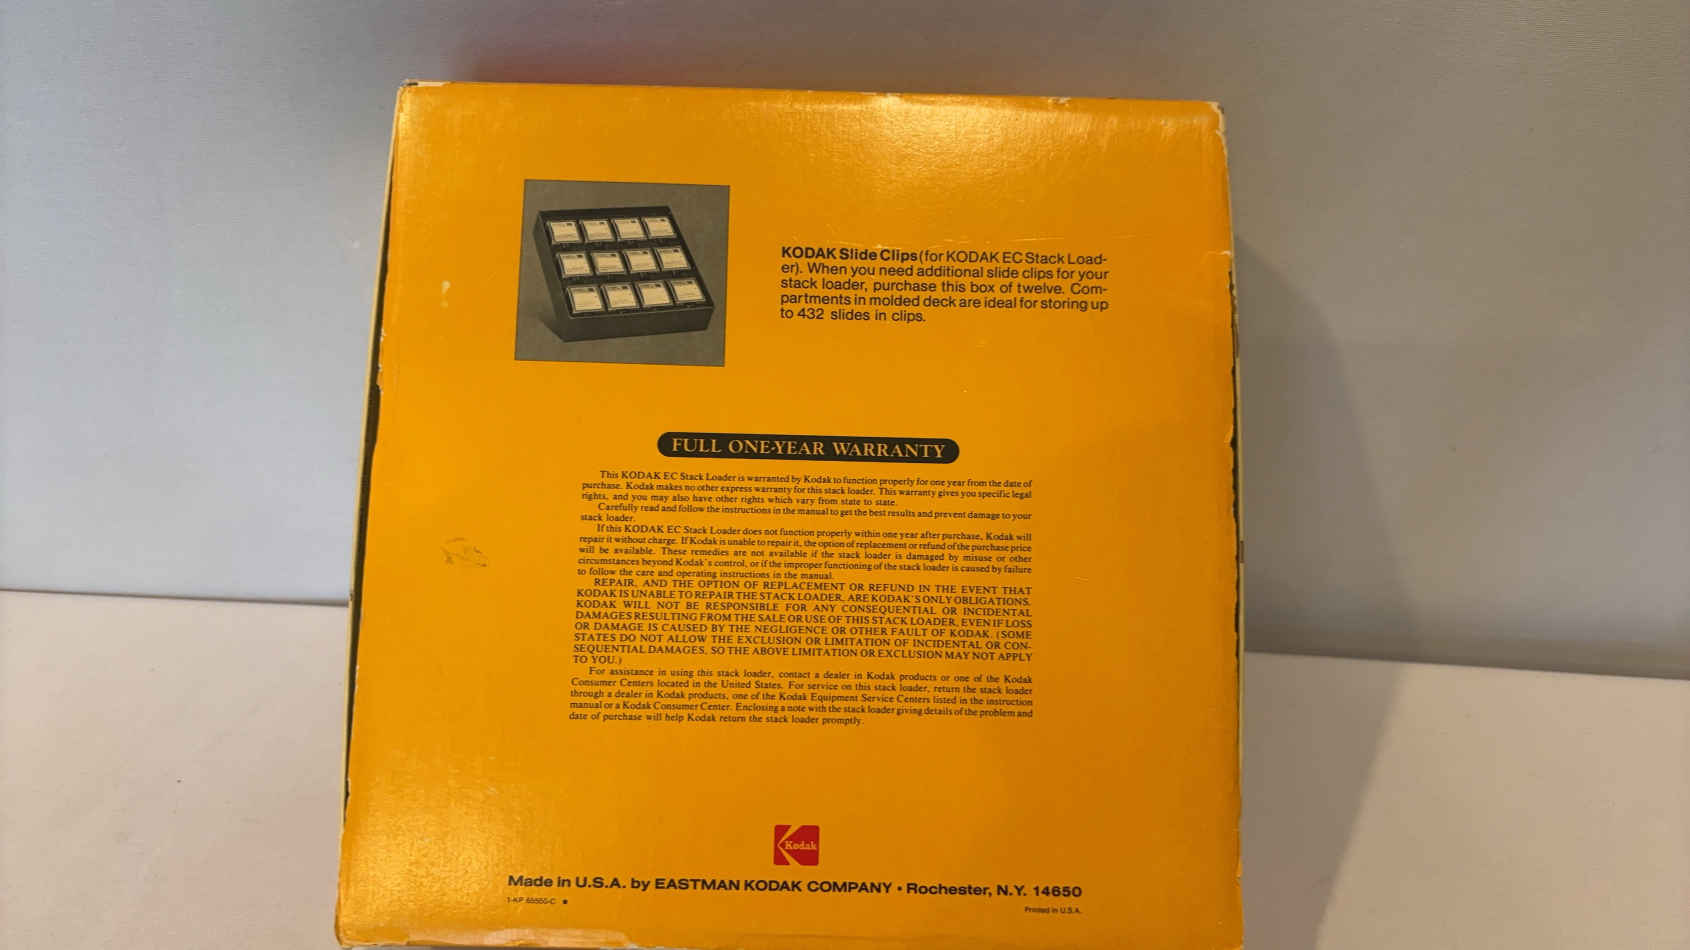 KODAK Slide Clips (for KODAK EC Stack Load-
er). When you need additional slide clips for your
stack loader, purchase this box of twelve. Com-
partments in molded deck are ideal for storing up
to 432 slides in clips.
FULL ONE-YEAR WARRANTY
This KODAK EC Stack Loader is warranted by Kodak to function properly for one year from the date of
purchase. Kodak makes no other express warranty for this stack loader. This warranty gives you specific legal
rights, and you may also have other rights which vary from state to state.
Carefully read and follow the instructions in the manual to get the best results and prevent damage to your
stack loader.
If this KODAK EC Stack Loader does not function properly within one year after purchase, Kodak will
repair it without charge. If Kodak is unable to repair it, the option of replacement or refund of the purchase price
will be available. These remedies are not available if the stack loader is damaged by misuse or other
circumstances beyond Kodak's control, or if the improper functioning of the stack loader is caused by failure
to follow the care and operating instructions in the manual.
REPAIR, AND THE OPTION OF REPLACEMENT OR REFUND IN THE EVENT THAT
KODAK IS UNABLE TO REPAIR THE STACK LOADER, ARE KODAK'S ONLY OBLIGATIONS.
KODAK WILL NOT BE RESPONSIBLE FOR ANY CONSEQUENTIAL OR INCIDENTAL
DAMAGES RESULTING FROM THE SALE OR USE OF THIS STACK LOADER, EVEN IF LOSS
OR DAMAGE IS CAUSED BY THE NEGLIGENCE OR OTHER FAULT OF KODAK. (SOME
STATES DO NOT ALLOW THE EXCLUSION OR LIMITATION OF INCIDENTAL OR CON-
SEQUENTIAL DAMAGES, SO THE ABOVE LIMITATION OR EXCLUSION MAY NOT APPLY
TO YOU.)
For assistance in using this stack loader, contact a dealer in Kodak products or one of the Kodak
Consumer Centers located in the United States. For service on this stack loader, return the stack loader
through a dealer in Kodak products, one of the Kodak Equipment Service Centers listed in the instruction
manual or a Kodak Consumer Center. Enclosing a note with the stack loader giving details of the problem and
date of purchase will help Kodak return the stack loader promptly.
Kodak
Made in U.S.A. by EASTMAN KODAK COMPANY • Rochester, N.Y. 14650
1-KP 65550-C ★
Printed in U.S.A.